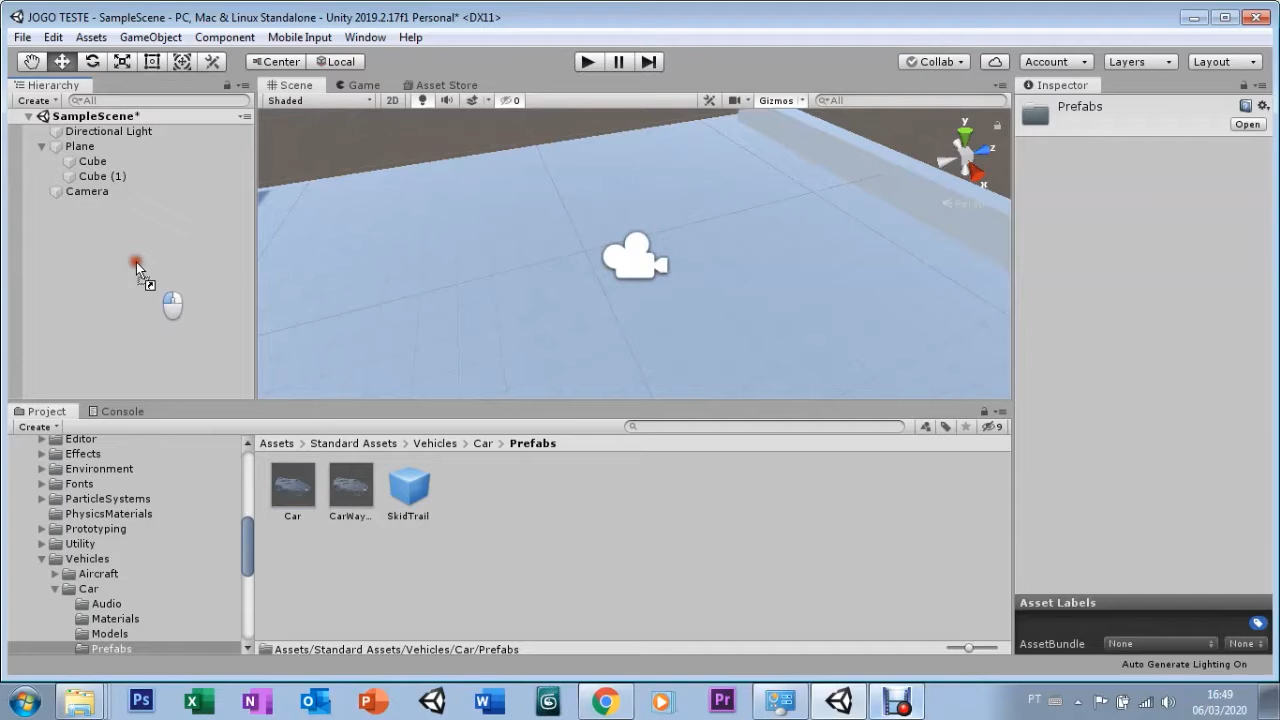 JOGO TESTE - SampleScene - PC, Mac & Linux Standalone - Unity 2019.2.17f1 Personal* <DX11>
File Edit Assets GameObject Component Mobile Input Window Help
Center Local Collab Account Layers Layout
Hierarchy Scene Game Asset Store Inspector
Create All Shaded 2D 0 Gizmos All
Prefabs
Open
SampleScene*
Directional Light
Plane
Cube
Cube (1)
Camera
y
z
x
Persp
Project Console
Create 9
Editor
Effects
Environment
Fonts
ParticleSystems
PhysicsMaterials
Prototyping
Utility
Vehicles
Aircraft
Car
Audio
Materials
Models
Prefabs
Assets Standard Assets Vehicles Car Prefabs
Car CarWay... SkidTrail
Assets/Standard Assets/Vehicles/Car/Prefabs
Asset Labels
AssetBundle None None
Auto Generate Lighting On
Ps X N O P W 3 Pr PT 16:49
06/03/2020